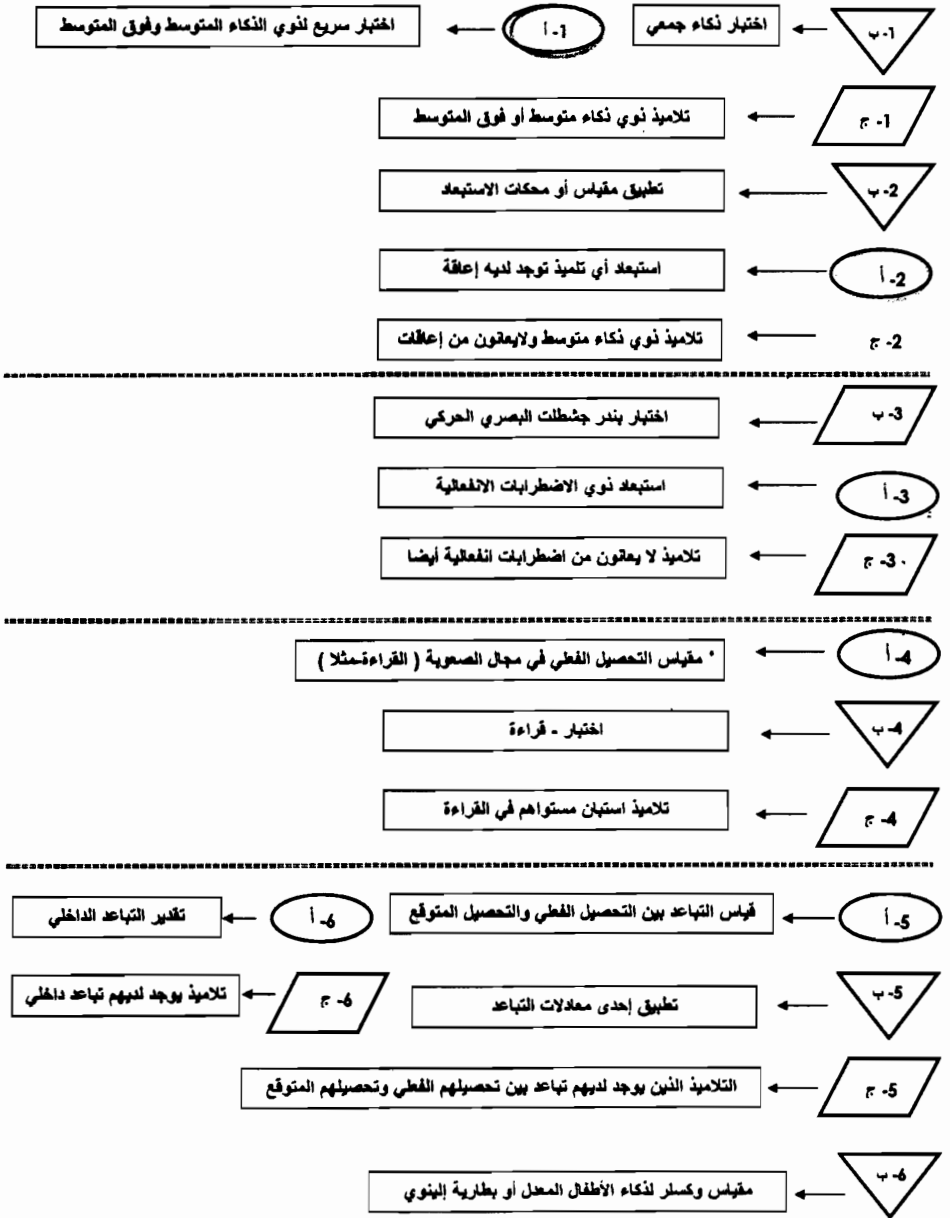 1- ب
اختبار ذكاء جمعي
1- أ
اختبار سريع لذوي الذكاء المتوسط وفوق المتوسط
1- ج
تلاميذ ذوي ذكاء متوسط أو فوق المتوسط
2- ب
تطبيق مقياس أو محكات الاستبعاد
2- أ
استبعاد أي تلميذ توجد لديه إعاقة
2- ج
تلاميذ ذوي ذكاء متوسط ولايعانون من إعاقات
3- ب
اختبار بندر جشطلت البصري الحركي
3- أ
استبعاد ذوي الاضطرابات الانفعالية
3- ج
تلاميذ لا يعانون من اضطرابات انفعالية أيضا
4- أ
* مقياس التحصيل الفعلي في مجال الصعوبة ( القراءة-مثلا )
4- ب
اختبار - قراءة
4- ج
تلاميذ استبان مستواهم في القراءة
5- أ
قياس التباعد بين التحصيل الفعلي والتحصيل المتوقع
6- أ
تقدير التباعد الداخلي
5- ب
تطبيق إحدى معادلات التباعد
6- ج
تلاميذ يوجد لديهم تباعد داخلي
5- ج
التلاميذ الذين يوجد لديهم تباعد بين تحصيلهم الفعلي وتحصيلهم المتوقع
6- ب
مقياس وكسلر لذكاء الأطفال المعدل أو بطارية إلينوي